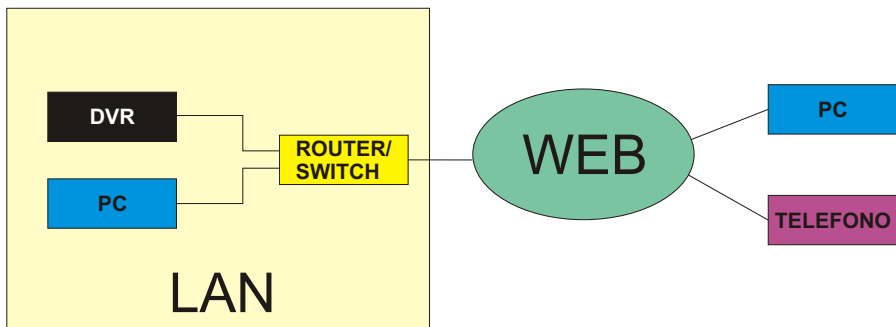 DVR
PC
ROUTER/
SWITCH
LAN
WEB
PC
TELEFONO